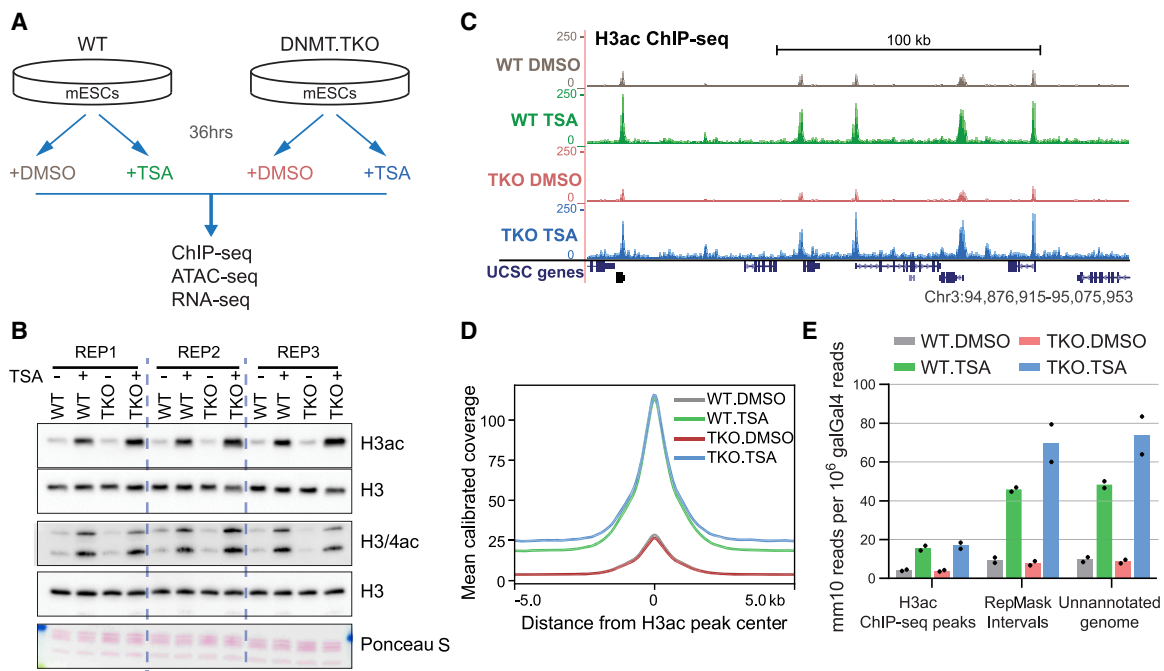 A
WT
DNMT.TKO
mESCs
mESCs
36hrs
+DMSO
+TSA
+DMSO
+TSA
ChIP-seq
ATAC-seq
RNA-seq
B
REP1
REP2
REP3
TSA
- + - + - + - + - + - +
WT WT TKO TKO WT WT TKO TKO WT WT TKO TKO
H3ac
H3
H3/4ac
H3
Ponceau S
C
250
H3ac ChIP-seq
100 kb
WT DMSO
0
250
WT TSA
0
250
TKO DMSO
0
250
TKO TSA
0
UCSC genes
Chr3:94,876,915-95,075,953
D
Mean calibrated coverage
100
75
50
25
0
WT.DMSO
WT.TSA
TKO.DMSO
TKO.TSA
-5.0
0
5.0 kb
Distance from H3ac peak center
E
WT.DMSO
TKO.DMSO
WT.TSA
TKO.TSA
mm10 reads per 10⁶ galGal4 reads
100
80
60
40
20
0
H3ac
ChIP-seq peaks
RepMask
Intervals
Unnannotated
genome